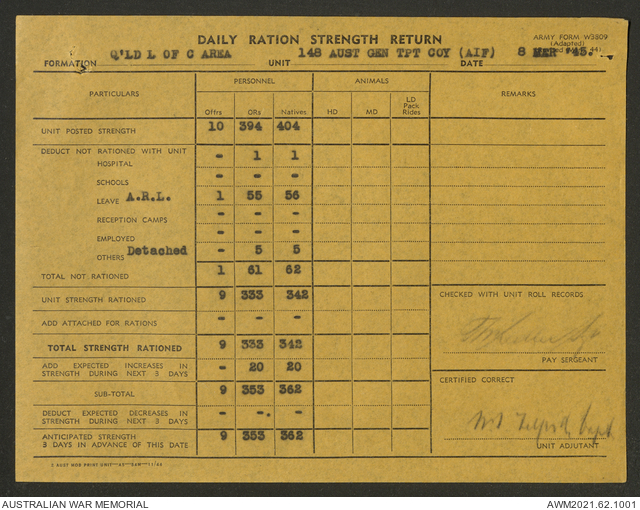 DAILY RATION STRENGTH RETURN
ARMY FORM W3809
(Adapted)
FORMATION Q'LD L OF C AREA UNIT 148 AUST GEN TPT COY (AIF) DATE 8 MAR '45.
PARTICULARS PERSONNEL ANIMALS REMARKS
Offrs ORs Natives HD MD LD Pack Rides
UNIT POSTED STRENGTH 10 394 404
DEDUCT NOT RATIONED WITH UNIT
HOSPITAL - 1 1
SCHOOLS - - -
LEAVE A.R.L. 1 55 56
RECEPTION CAMPS - - -
EMPLOYED - - -
OTHERS Detached - 5 5
TOTAL NOT RATIONED 1 61 62
UNIT STRENGTH RATIONED 9 333 342
CHECKED WITH UNIT ROLL RECORDS
ADD ATTACHED FOR RATIONS - - -
TOTAL STRENGTH RATIONED 9 333 342
PAY SERGEANT
ADD EXPECTED INCREASES IN
STRENGTH DURING NEXT 3 DAYS - 20 20
CERTIFIED CORRECT
SUB-TOTAL 9 353 362
DEDUCT EXPECTED DECREASES IN
STRENGTH DURING NEXT 3 DAYS - -. -
Capt
ANTICIPATED STRENGTH
3 DAYS IN ADVANCE OF THIS DATE 9 353 362
UNIT ADJUTANT
AUSTRALIAN WAR MEMORIAL AWM2021.62.1001